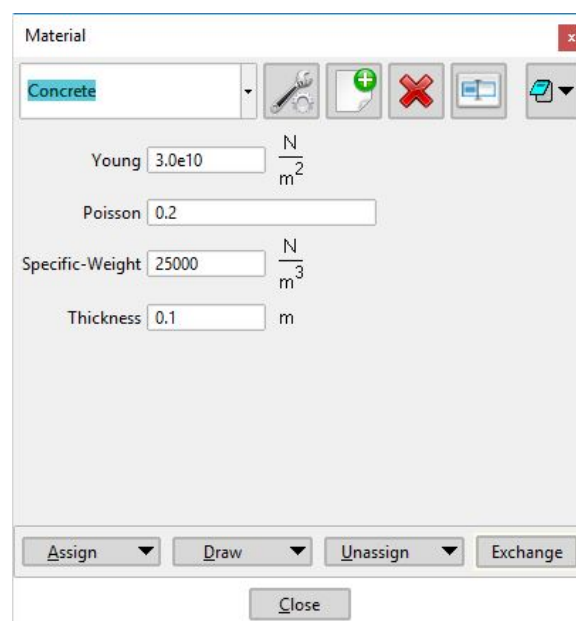 Material
x
Concrete
Young 3.0e10 N/m²
Poisson 0.2
Specific-Weight 25000 N/m³
Thickness 0.1 m
Assign Draw Unassign Exchange
Close